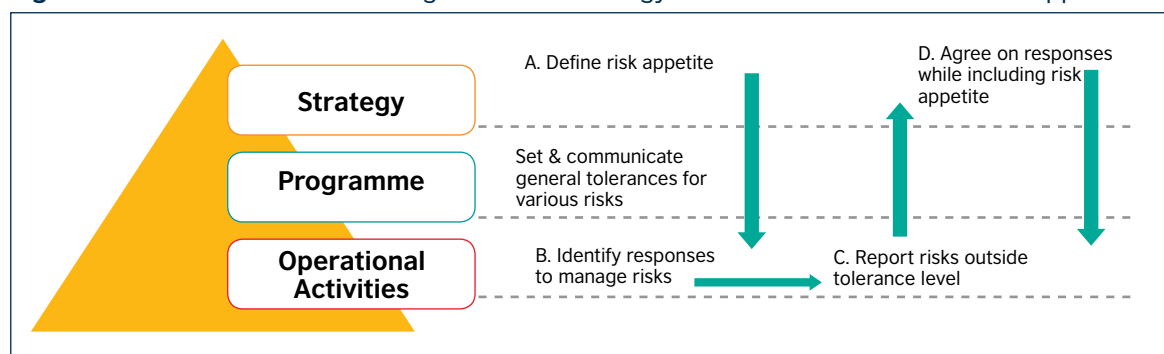 Strategy
A. Define risk appetite
D. Agree on responses
while including risk
appetite
Programme
Set & communicate
general tolerances for
various risks
Operational
Activities
B. Identify responses
to manage risks
C. Report risks outside
tolerance level